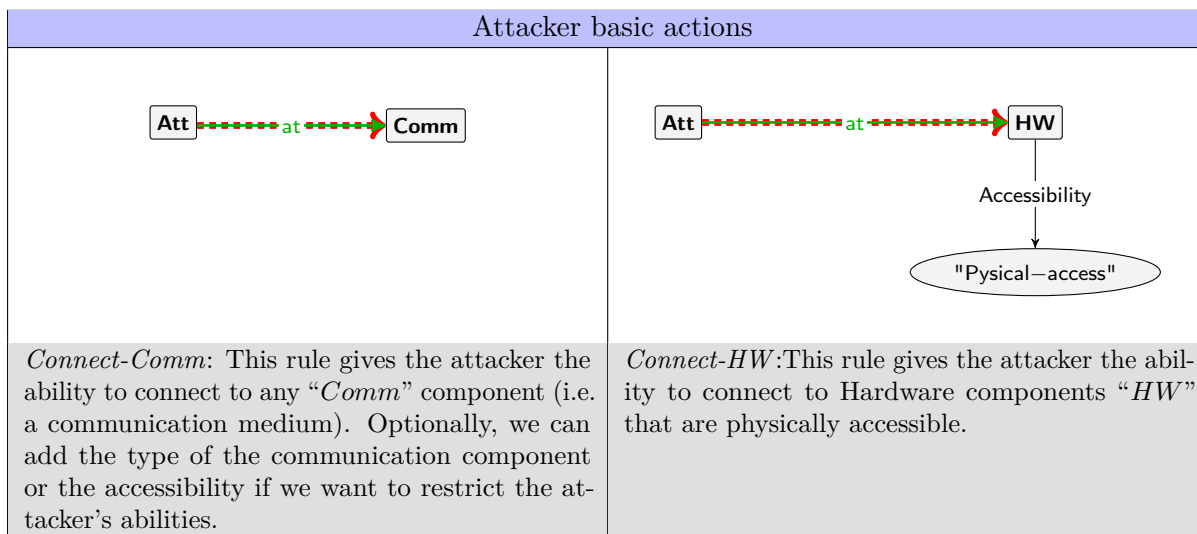 Attacker basic actions
Att
at
Comm
Att
at
HW
Accessibility
"Pysical−access"
Connect-Comm: This rule gives the attacker the
ability to connect to any “Comm” component (i.e.
a communication medium). Optionally, we can
add the type of the communication component
or the accessibility if we want to restrict the at-
tacker's abilities.
Connect-HW:This rule gives the attacker the abil-
ity to connect to Hardware components “HW”
that are physically accessible.